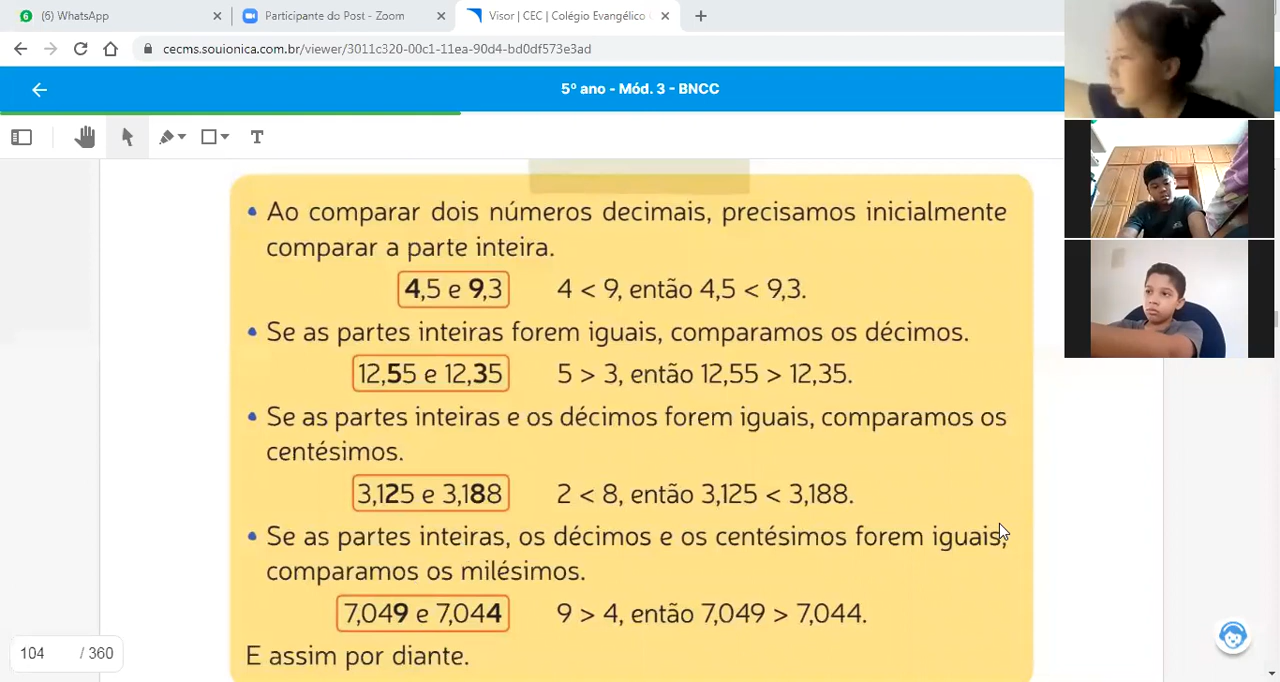 (6) WhatsApp
Participante do Post - Zoom
Visor | CEC | Colégio Evangélico
cecms.souionica.com.br/viewer/3011c320-00c1-11ea-90d4-bd0df573e3ad
5º ano - Mód. 3 - BNCC
T
• Ao comparar dois números decimais, precisamos inicialmente
comparar a parte inteira.
4,5 e 9,3 4 < 9, então 4,5 < 9,3.
• Se as partes inteiras forem iguais, comparamos os décimos.
12,55 e 12,35 5 > 3, então 12,55 > 12,35.
• Se as partes inteiras e os décimos forem iguais, comparamos os
centésimos.
3,125 e 3,188 2 < 8, então 3,125 < 3,188.
• Se as partes inteiras, os décimos e os centésimos forem iguais,
comparamos os milésimos.
7,049 e 7,044 9 > 4, então 7,049 > 7,044.
E assim por diante.
104 / 360